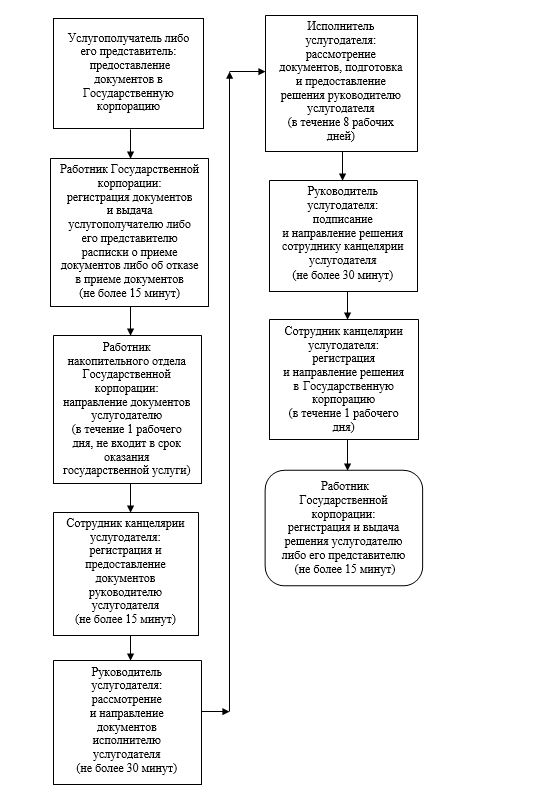 Услугополучатель либо
его представитель:
предоставление
документов в
Государственную
корпорацию
Работник Государственной
корпорации:
регистрация документов
и выдача
услугополучателю либо
его представителю
расписки о приеме
документов либо об отказе
в приеме документов
(не более 15 минут)
Работник
накопительного отдела
Государственной
корпорации:
направление документов
услугодателю
(в течение 1 рабочего
дня, не входит в срок
оказания
государственной услуги)
Сотрудник канцелярии
услугодателя:
регистрация и
предоставление
документов
руководителю
услугодателя
(не более 15 минут)
Руководитель
услугодателя:
рассмотрение
и направление
документов
исполнителю
услугодателя
(не более 30 минут)
Исполнитель
услугодателя:
рассмотрение
документов, подготовка
и предоставление
решения руководителю
услугодателя
(в течение 8 рабочих
дней)
Руководитель
услугодателя:
подписание
и направление решения
сотруднику канцелярии
услугодателя
(не более 30 минут)
Сотрудник канцелярии
услугодателя:
регистрация
и направление решения
в Государственную
корпорацию
(в течение 1 рабочего
дня)
Работник
Государственной
корпорации:
регистрация и выдача
решения услугодателю
либо его представителю
(не более 15 минут)